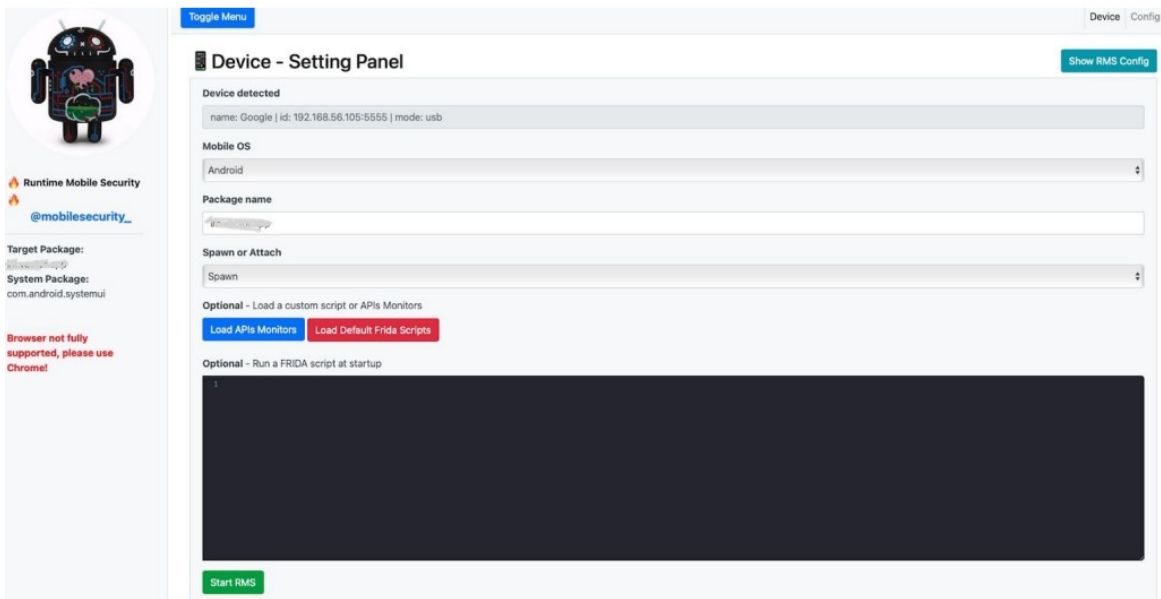 Toggle Menu
Device
Config
Device - Setting Panel
Show RMS Config
Device detected
name: Google | id: 192.168.56.105:5555 | mode: usb
Mobile OS
Android
Package name
Spawn or Attach
Spawn
Optional - Load a custom script or APIs Monitors
Load APIs Monitors
Load Default Frida Scripts
Optional - Run a FRIDA script at startup
1
Start RMS
🔥 Runtime Mobile Security
🔥
@mobilesecurity_
Target Package:
System Package:
com.android.systemui
Browser not fully
supported, please use
Chrome!